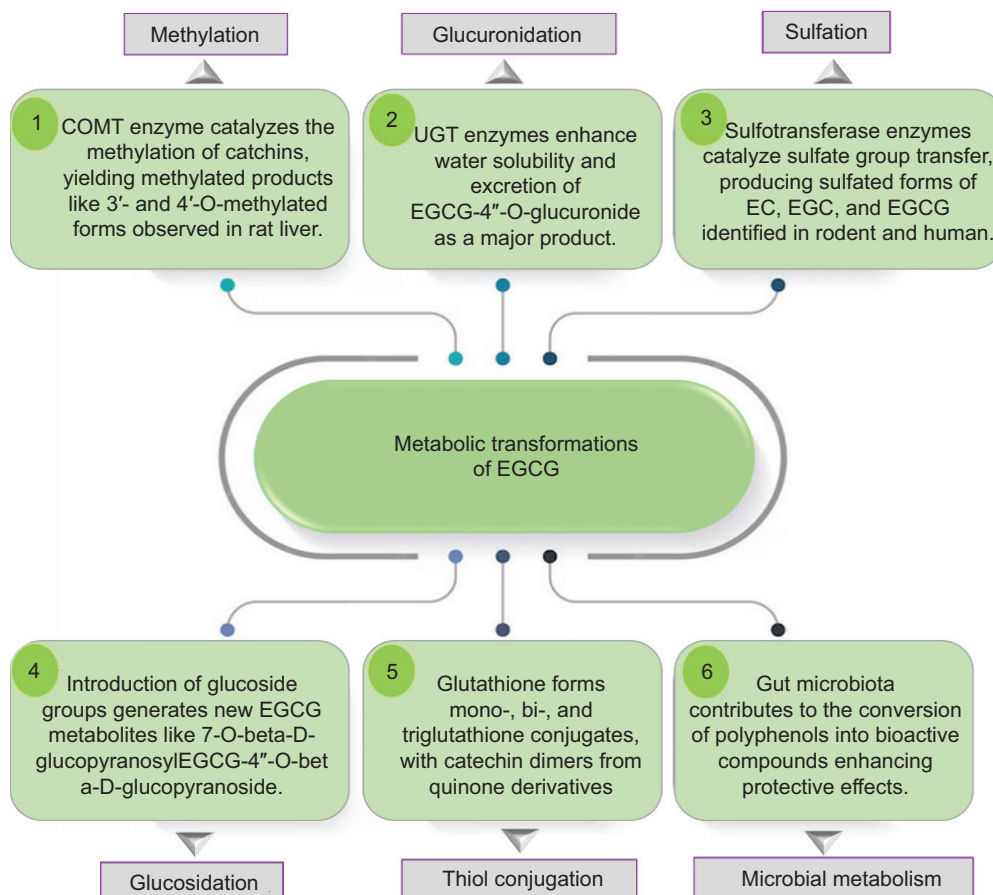 Methylation
Glucuronidation
Sulfation
1
COMT enzyme catalyzes the
methylation of catchins,
yielding methylated products
like 3′- and 4′-O-methylated
forms observed in rat liver.
2
UGT enzymes enhance
water solubility and
excretion of
EGCG-4″-O-glucuronide
as a major product.
3
Sulfotransferase enzymes
catalyze sulfate group transfer,
producing sulfated forms of
EC, EGC, and EGCG
identified in rodent and human.
Metabolic transformations
of EGCG
4
Introduction of glucoside
groups generates new EGCG
metabolites like 7-O-beta-D-
glucopyranosylEGCG-4″-O-bet
a-D-glucopyranoside.
5
Glutathione forms
mono-, bi-, and
triglutathione conjugates,
with catechin dimers from
quinone derivatives
6
Gut microbiota
contributes to the conversion
of polyphenols into bioactive
compounds enhancing
protective effects.
Glucosidation
Thiol conjugation
Microbial metabolism